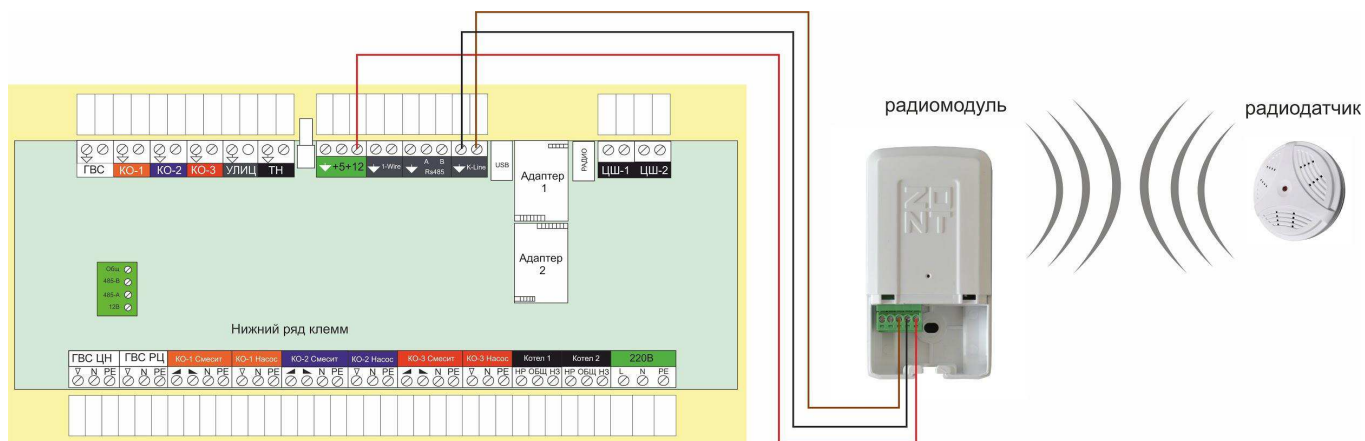 радиомодуль
радиодатчик
ГВС КО-1 КО-2 КО-3 УЛИЦ ТН
+5+12 1-Wire A B Rs485 K-Line
USB
Адаптер
1
РАДИО
ЦШ-1 ЦШ-2
ZONT
Адаптер
2
Общ
485-В
485-А
12В
Нижний ряд клемм
ГВС ЦН ГВС РЦ КО-1 Смесит КО-1 Насос КО-2 Смесит КО-2 Насос КО-3 Смесит КО-3 Насос Котел 1 Котел 2 220В
N PE N PE N PE N PE N PE N PE N PE N PE НР ОБЩ НЗ НР ОБЩ НЗ L N PE